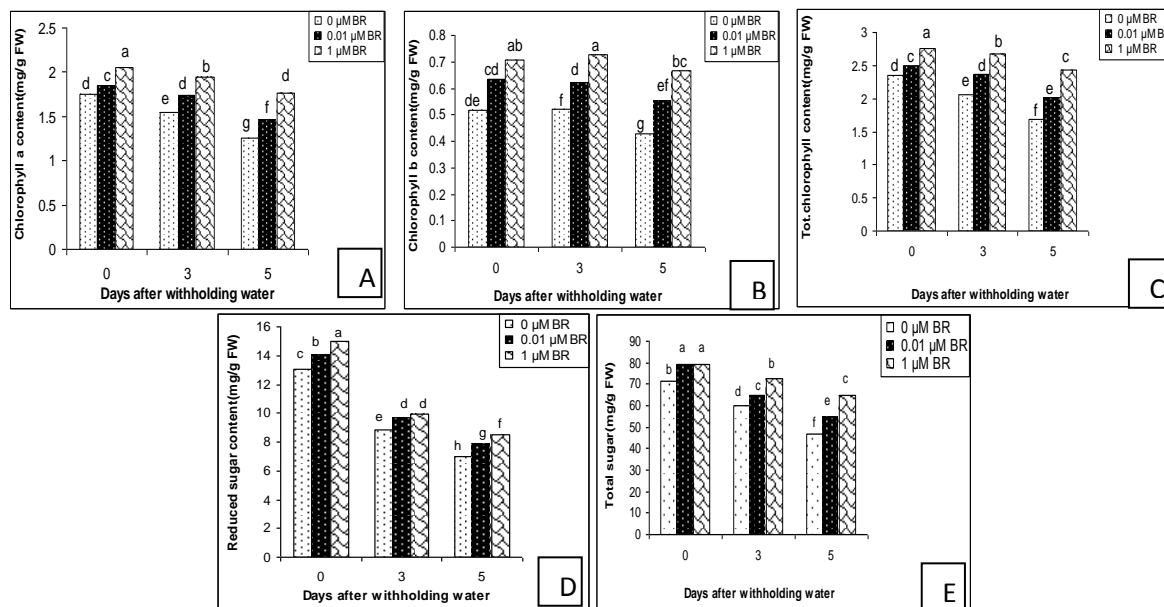 0 µM BR
0.01 µM BR
1 µM BR
Chlorophyll a content(mg/g FW)
2.5
2
1.5
1
0.5
0
d c a
e d b
g f d
0 3 5
Days after withholding water
A
0 µM BR
0.01 µM BR
1 µM BR
Chlorophyll b content(mg/g FW)
0.8
0.7
0.6
0.5
0.4
0.3
0.2
0.1
0
de cd ab
f d a
g ef bc
0 3 5
Days after withholding water
B
0 µM BR
0.01 µM BR
1 µM BR
Tot.chlorophyll content(mg/g FW)
3
2.5
2
1.5
1
0.5
0
d c a
e d b
f e c
0 3 5
Days after withholding water
C
0 µM BR
0.01 µM BR
1 µM BR
Reduced sugar content(mg/g FW)
16
14
12
10
8
6
4
2
0
c b a
e d d
h g f
0 3 5
Days after withholding water
D
0 µM BR
0.01 µM BR
1 µM BR
Total sugar(mg/g FW)
90
80
70
60
50
40
30
20
10
0
b a a
d c b
f e c
0 3 5
Days after withholding water
E